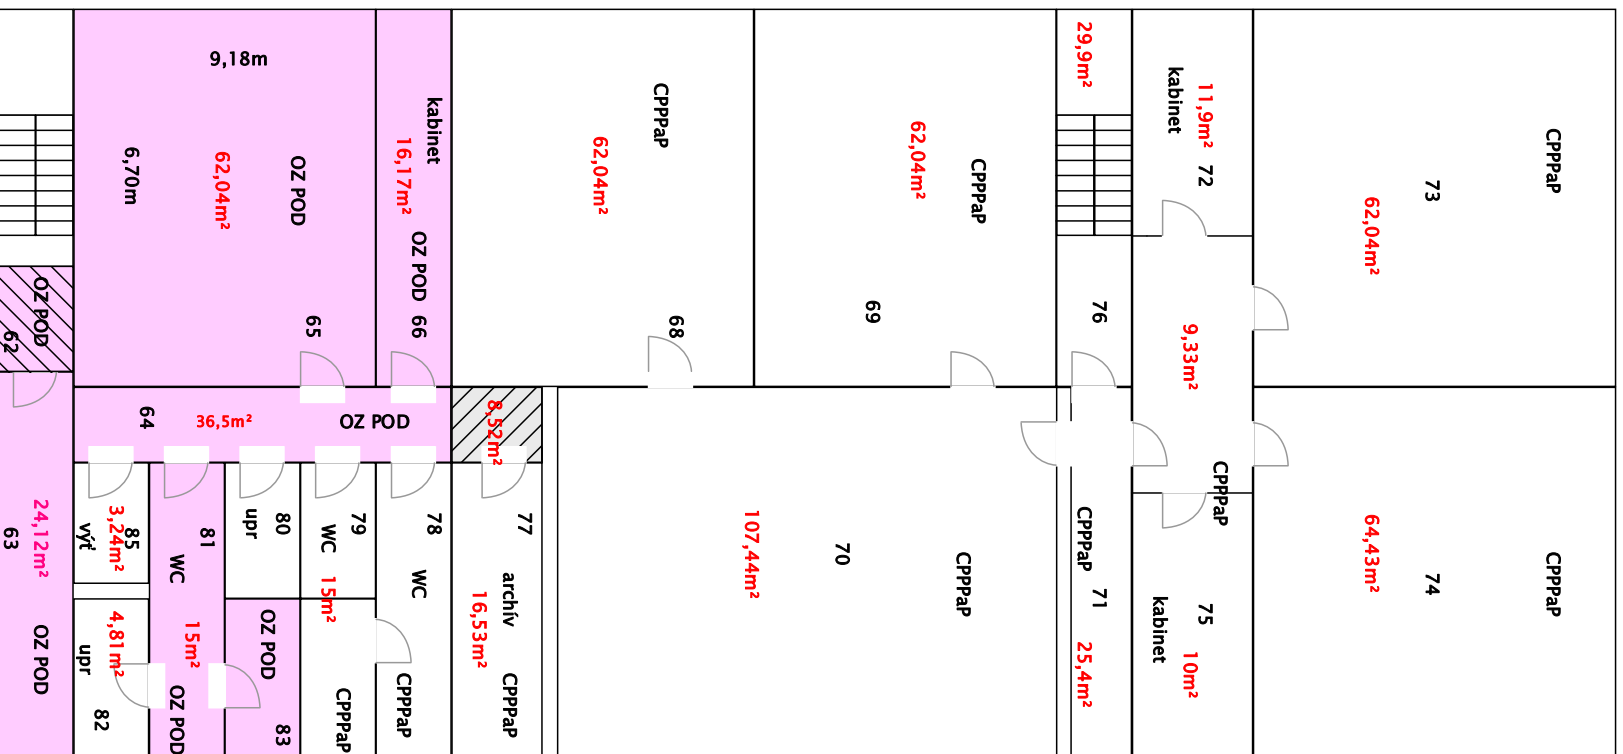 9,18m
6,70m
62,04m²
OZ POD
65
kabinet
16,17m²
OZ POD 66
CPPPaP
62,04m²
68
62,04m²
CPPPaP
69
29,9m²
76
kabinet
11,9m²
72
9,33m²
CPPPaP
73
62,04m²
OZ POD
62
64
36,5m²
OZ POD
8,52m²
24,12m²
63
OZ POD
3,24m²
85
výť
4,81m²
upr
82
81
WC
15m²
OZ POD
80
upr
OZ POD
83
79
WC
15m²
CPPPaP
78
WC
CPPPaP
77
archív
16,53m²
CPPPaP
107,44m²
70
CPPPaP
CPPPaP
71
25,4m²
CPPPaP
75
kabinet
10m²
64,43m²
74
CPPPaP